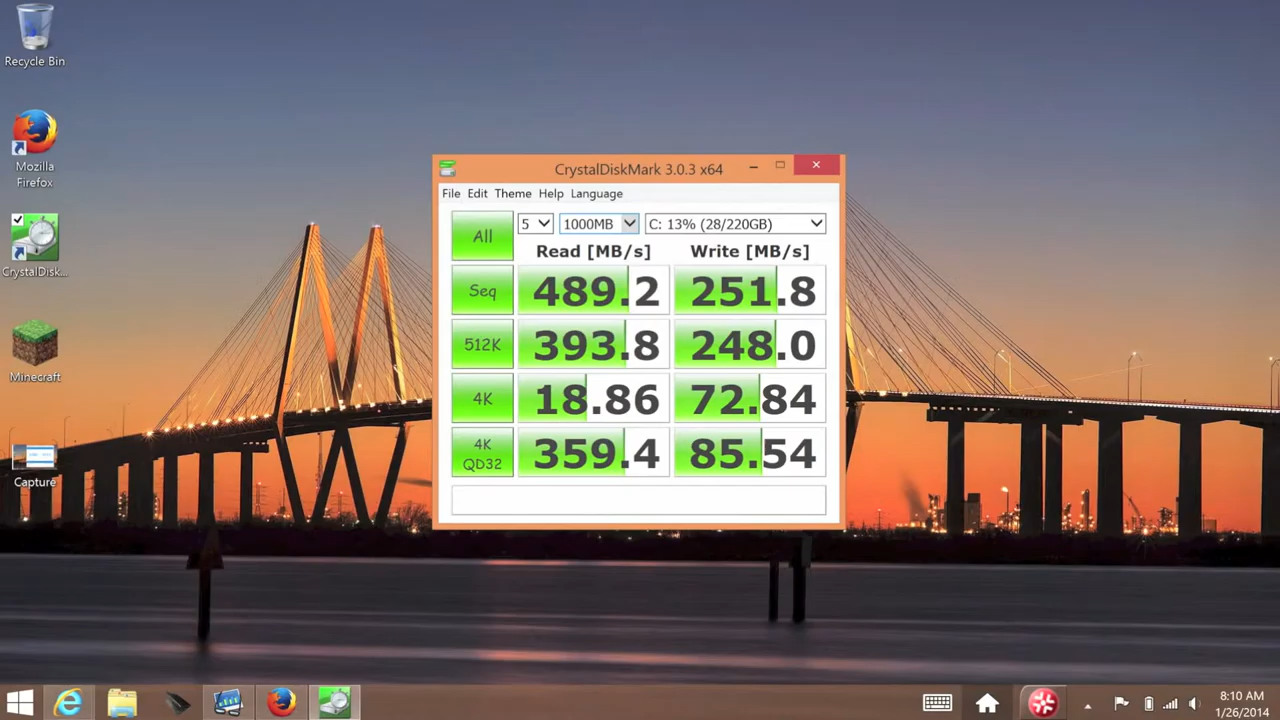 Recycle Bin
Mozilla
Firefox
CrystalDisk...
Minecraft
Capture
CrystalDiskMark 3.0.3 x64
File Edit Theme Help Language
All 5 1000MB C: 13% (28/220GB)
Read [MB/s] Write [MB/s]
Seq 489.2 251.8
512K 393.8 248.0
4K 18.86 72.84
4K
QD32 359.4 85.54
8:10 AM
1/26/2014